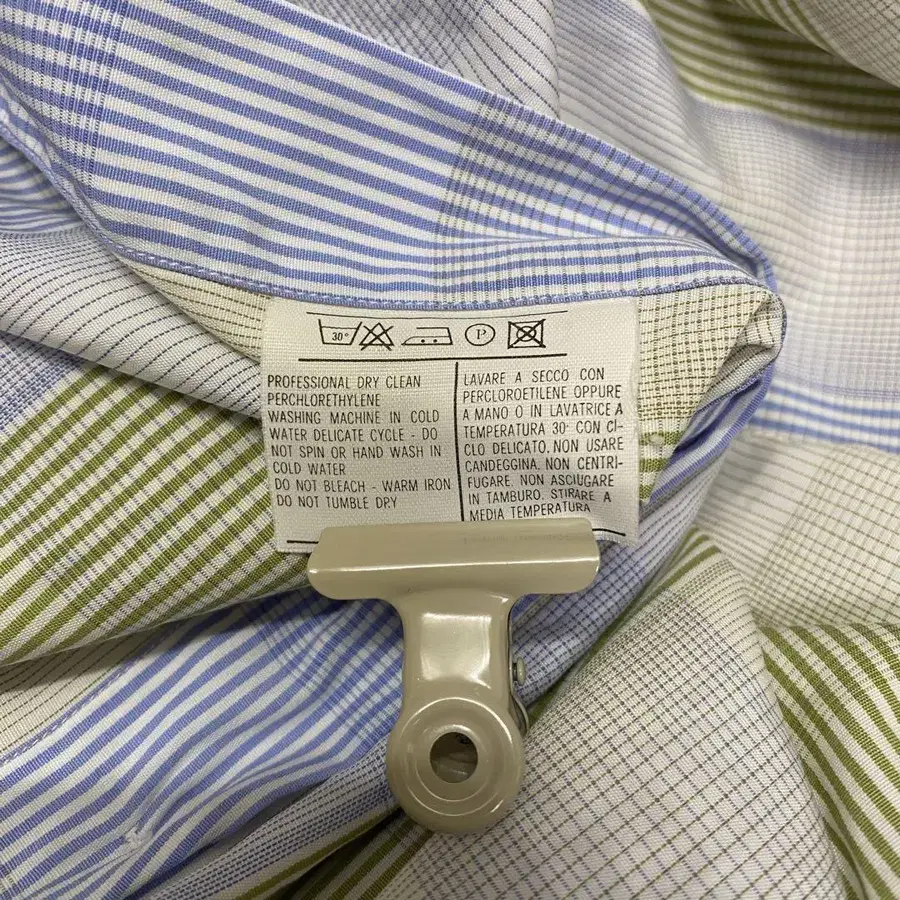 30°
P
PROFESSIONAL DRY CLEAN
PERCHLORETHYLENE
WASHING MACHINE IN COLD
WATER DELICATE CYCLE - DO
NOT SPIN OR HAND WASH IN
COLD WATER
DO NOT BLEACH - WARM IRON
DO NOT TUMBLE DRY
LAVARE A SECCO CON
PERCLOROETILENE OPPURE
A MANO O IN LAVATRICE A
TEMPERATURA 30° CON CI-
CLO DELICATO. NON USARE
CANDEGGINA. NON CENTRI-
FUGARE. NON ASCIUGARE
IN TAMBURO. STIRARE A
MEDIA TEMPERATURA